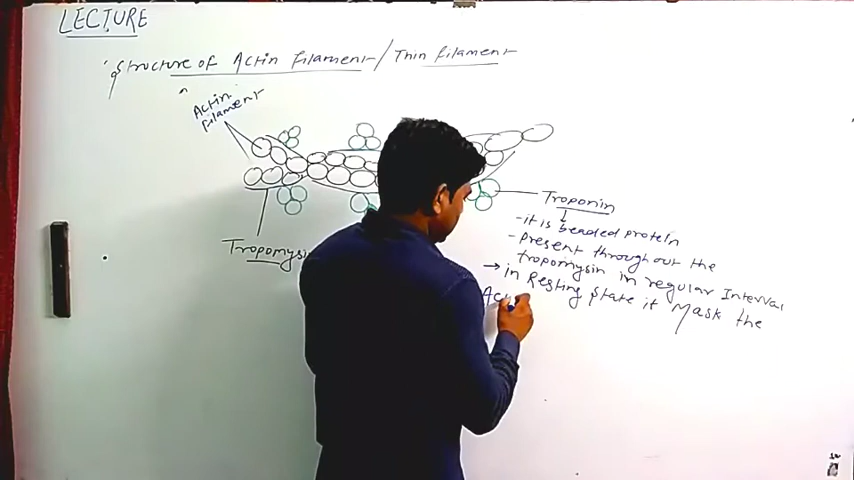 LECTURE
Structure of Actin filament / Thin filament
Actin
filament
Troponin
- it is beaded protein
- present throughout the
tropomysin in regular Interval
→ in Resting state it Mask the
Tropomysi